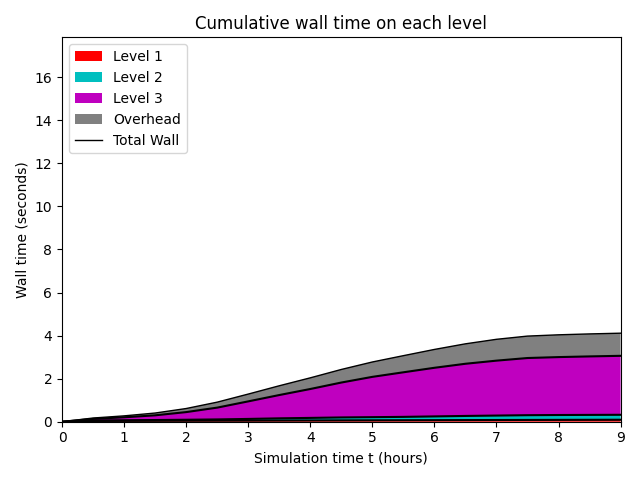 Cumulative wall time on each level
Wall time (seconds)
16
14
12
10
8
6
4
2
0
Level 1
Level 2
Level 3
Overhead
Total Wall
0 1 2 3 4 5 6 7 8 9
Simulation time t (hours)